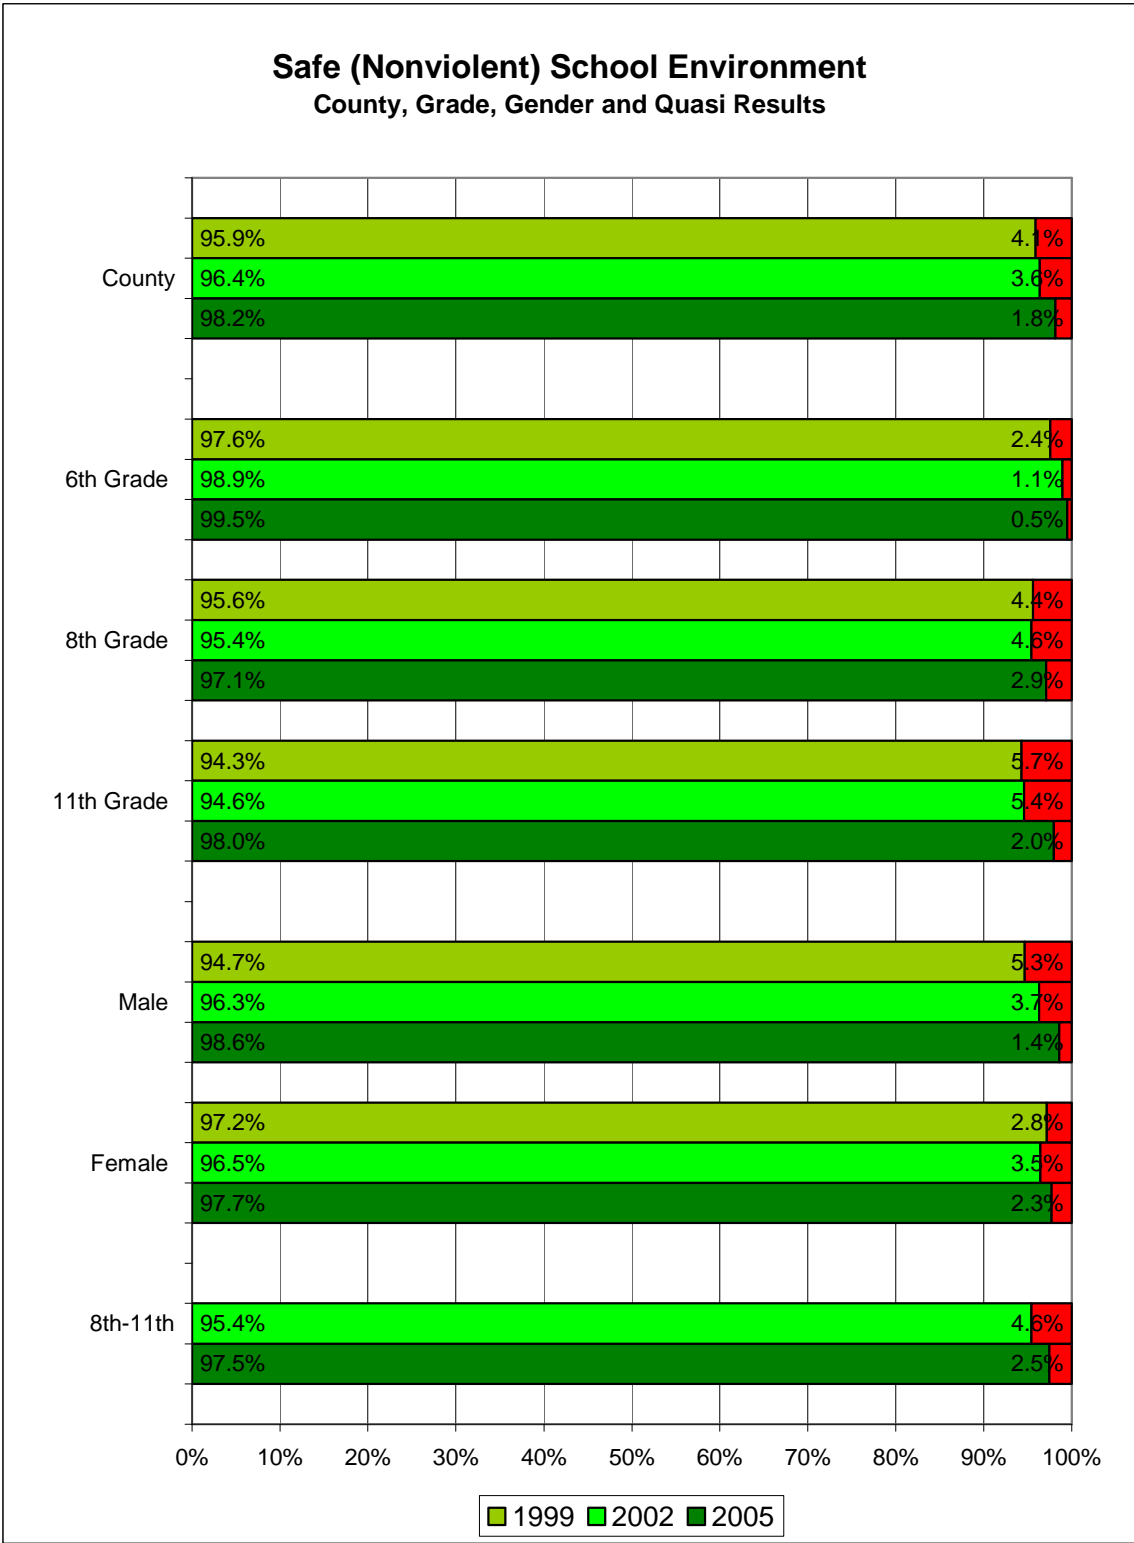 Safe (Nonviolent) School Environment
County, Grade, Gender and Quasi Results
95.9% 4.1%
County 96.4% 3.6%
98.2% 1.8%
97.6% 2.4%
6th Grade 98.9% 1.1%
99.5% 0.5%
95.6% 4.4%
8th Grade 95.4% 4.6%
97.1% 2.9%
94.3% 5.7%
11th Grade 94.6% 5.4%
98.0% 2.0%
94.7% 5.3%
Male 96.3% 3.7%
98.6% 1.4%
97.2% 2.8%
Female 96.5% 3.5%
97.7% 2.3%
8th-11th 95.4% 4.6%
97.5% 2.5%
0% 10% 20% 30% 40% 50% 60% 70% 80% 90% 100%
1999 2002 2005